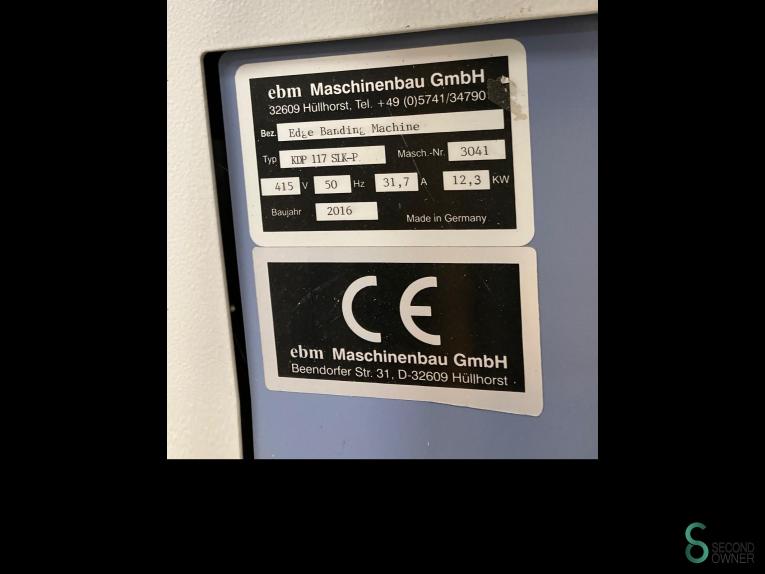 ebm Maschinenbau GmbH
32609 Hüllhorst, Tel. +49 (0)5741/34790
Bez. Edge Banding Machine
Typ KDP 117 SLK-P Masch.-Nr. 3041
415 V 50 Hz 31,7 A 12,3 KW
Baujahr 2016 Made in Germany
CE
ebm Maschinenbau GmbH
Beendorfer Str. 31, D-32609 Hüllhorst
SECOND
OWNER